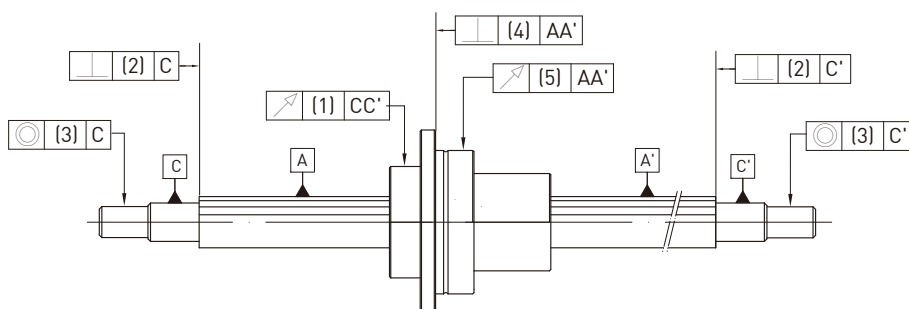 (4) AA'
(2) C
(5) AA'
(2) C'
(1) CC'
(3) C
(3) C'
C
A
A'
C'